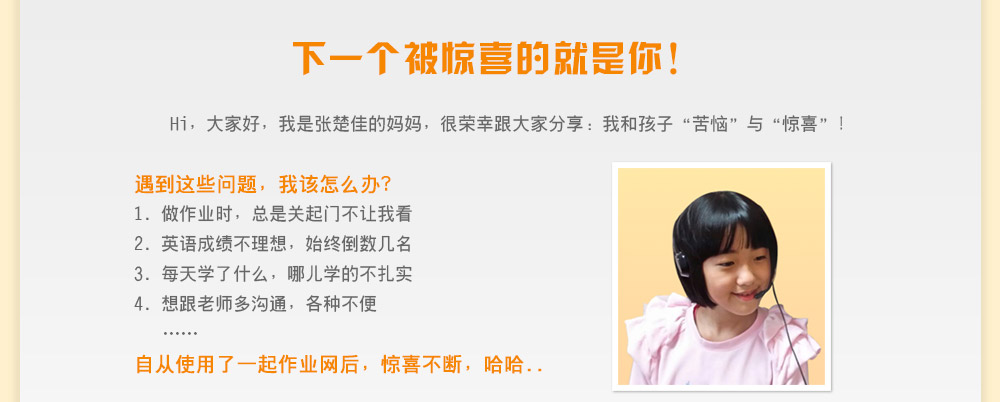 下一个被惊喜的就是你！
Hi，大家好，我是张楚佳的妈妈，很荣幸跟大家分享：我和孩子“苦恼”与“惊喜”！
遇到这些问题，我该怎么办？
1. 做作业时，总是关起门不让我看
2. 英语成绩不理想，始终倒数几名
3. 每天学了什么，哪儿学的不扎实
4. 想跟老师多沟通，各种不便
……
自从使用了一起作业网后，惊喜不断，哈哈..